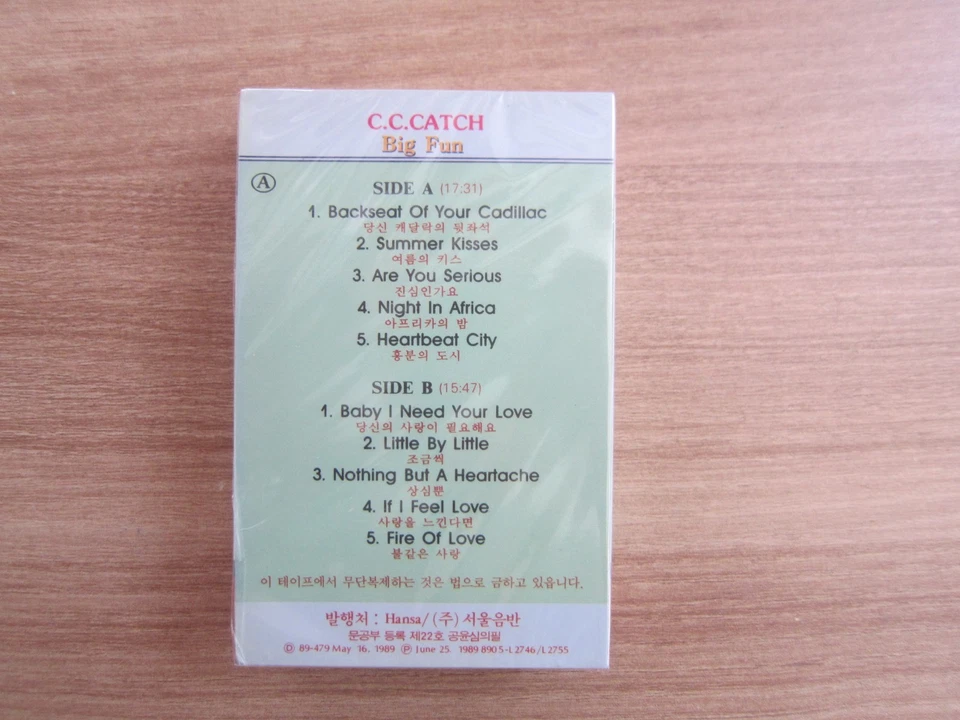 C.C.CATCH
Big Fun
Ⓐ
SIDE A (17:31)
1. Backseat Of Your Cadillac
당신 캐달락의 뒷좌석
2. Summer Kisses
여름의 키스
3. Are You Serious
진심인가요
4. Night In Africa
아프리카의 밤
5. Heartbeat City
흥분의 도시
SIDE B (15:47)
1. Baby I Need Your Love
당신의 사랑이 필요해요
2. Little By Little
조금씩
3. Nothing But A Heartache
상심뿐
4. If I Feel Love
사랑을 느낀다면
5. Fire Of Love
불같은 사랑
이 테이프에서 무단복제하는 것은 법으로 금하고 있읍니다.
발행처 : Hansa/(주)서울음반
문공부 등록 제22호 공윤심의필
Ⓓ 89-479 May 16, 1989 Ⓟ June 25. 1989 8905-L2746/L2755